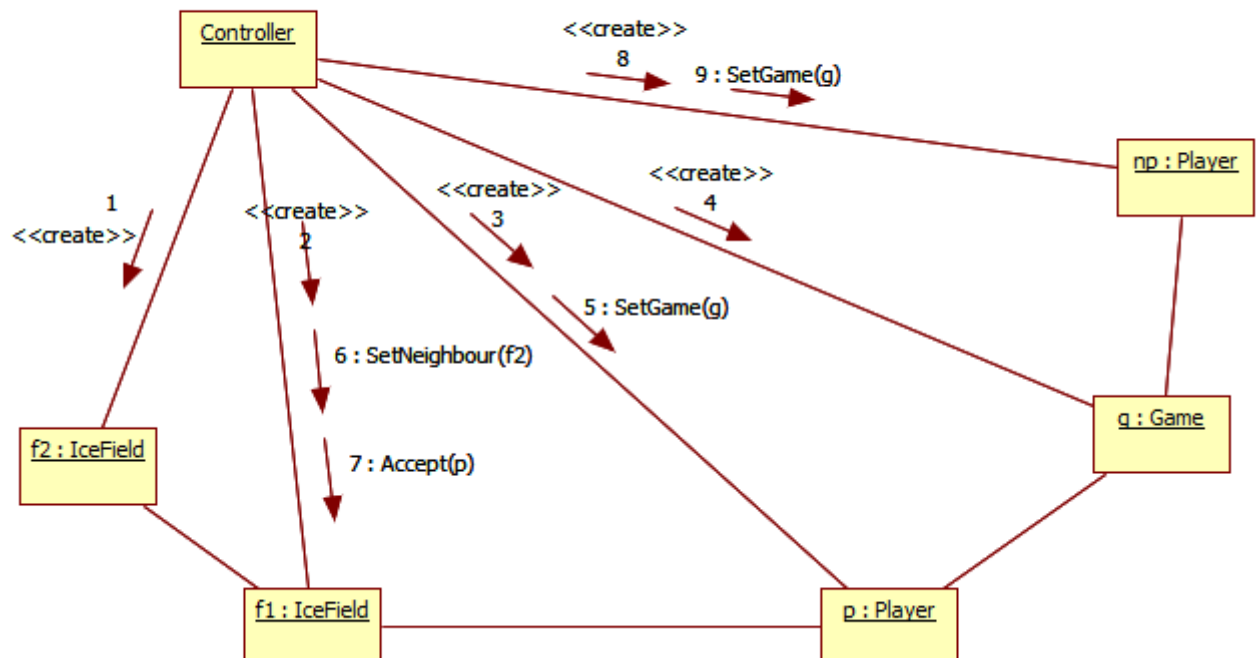 Controller
<<create>>
8
9 : SetGame(g)
np : Player
<<create>>
4
<<create>>
3
1
<<create>>
<<create>>
2
5 : SetGame(g)
6 : SetNeighbour(f2)
g : Game
f2 : IceField
7 : Accept(p)
f1 : IceField
p : Player